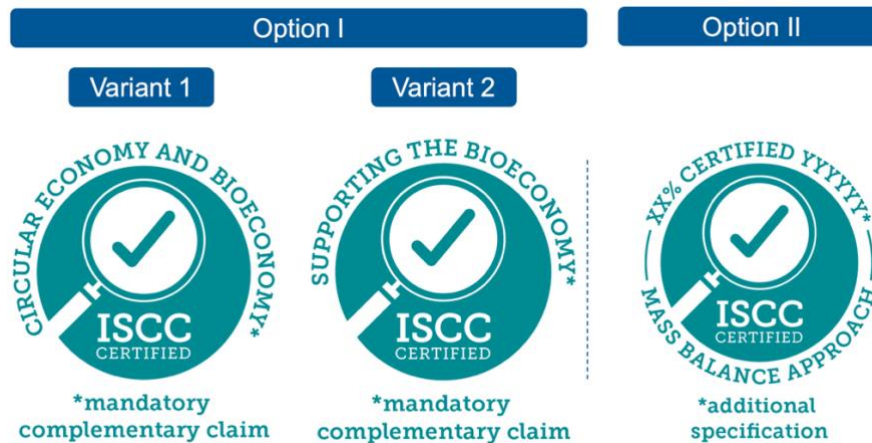 Option I
Option II
Variant 1
Variant 2
CIRCULAR ECONOMY AND BIOECONOMY*
ISCC
CERTIFIED
*mandatory
complementary claim
SUPPORTING THE BIOECONOMY*
ISCC
CERTIFIED
*mandatory
complementary claim
XX% CERTIFIED YYYYYY*
ISCC
CERTIFIED
MASS BALANCE APPROACH
*additional
specification